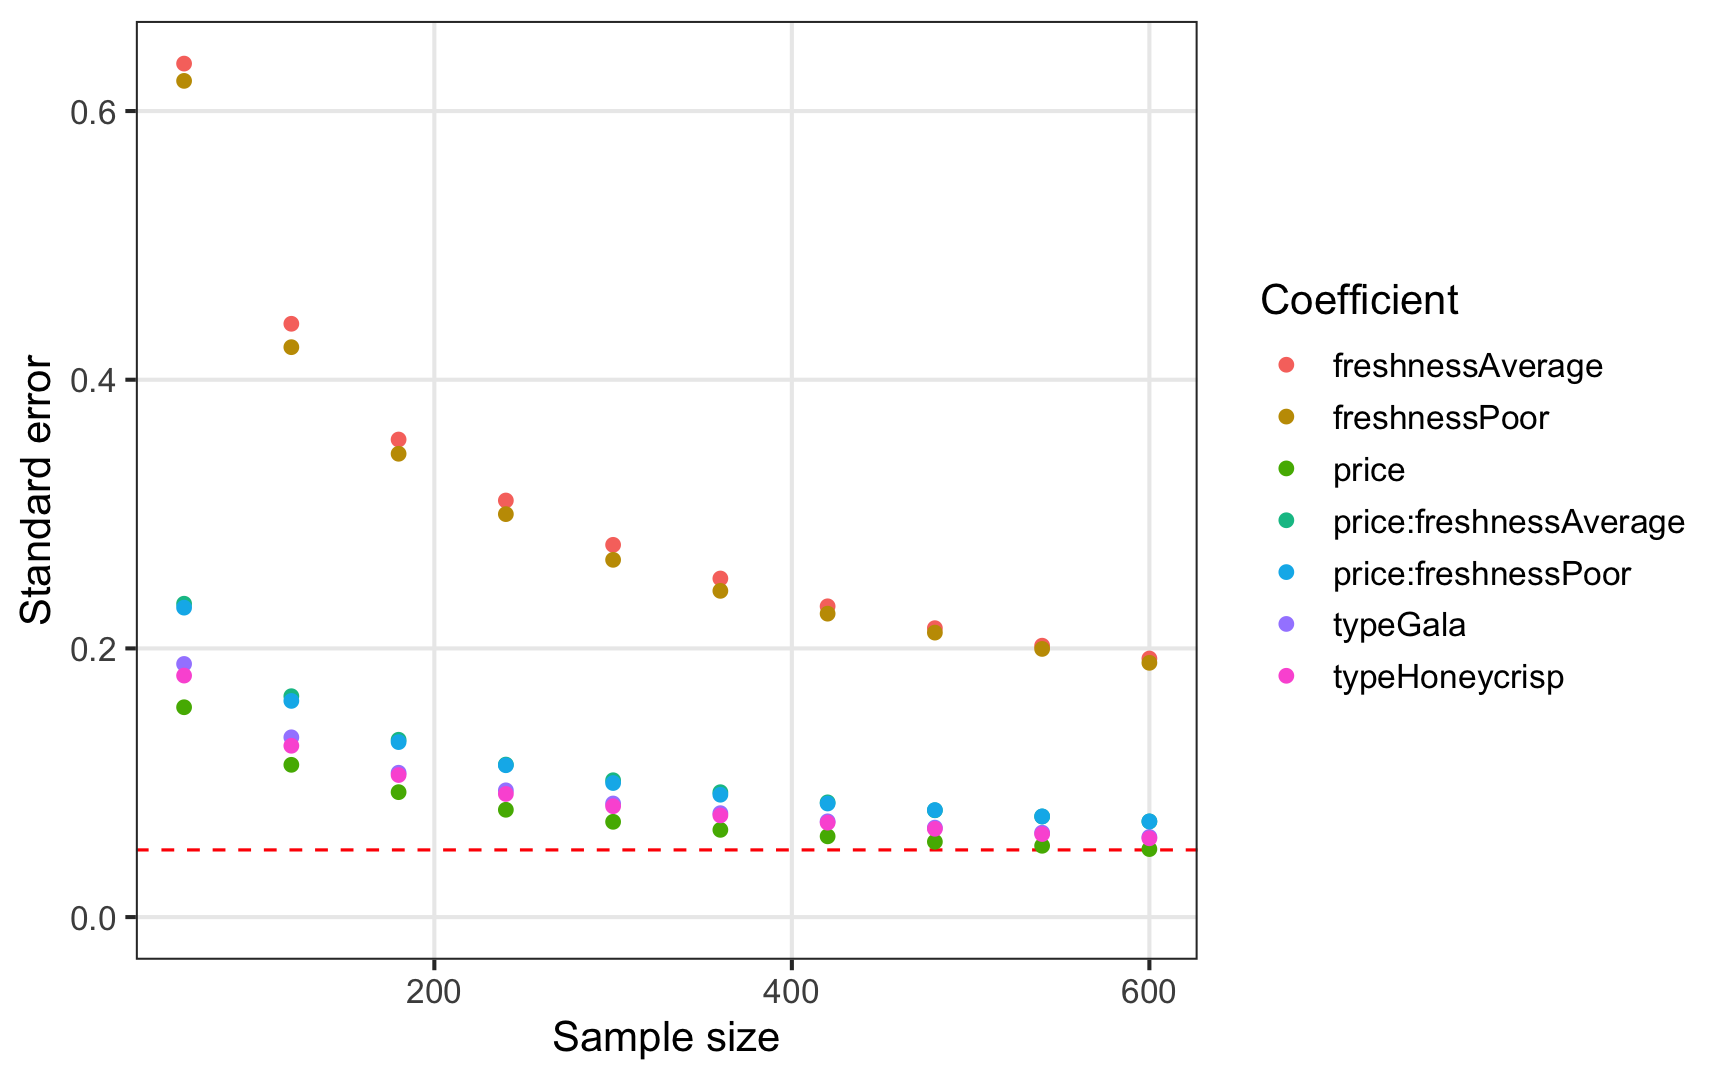 0.6
0.4
0.2
0.0
Standard error
200
400
600
Sample size
Coefficient
freshnessAverage
freshnessPoor
price
price:freshnessAverage
price:freshnessPoor
typeGala
typeHoneycrisp